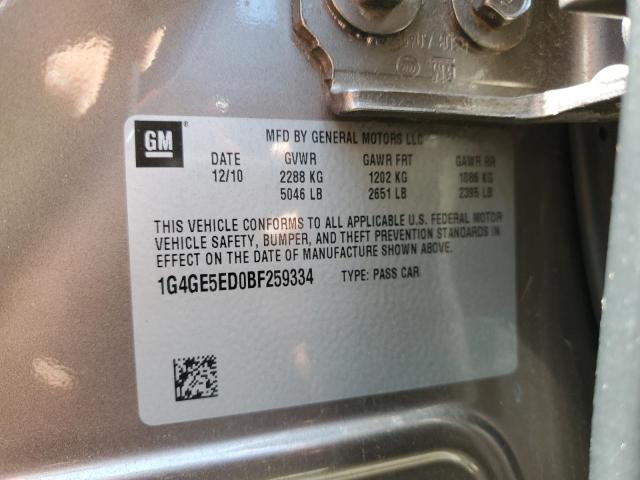 GM ®
MFD BY GENERAL MOTORS LLC
DATE GVWR GAWR FRT GAWR RR
12/10 2288 KG 1202 KG 1086 KG
5046 LB 2651 LB 2395 LB
THIS VEHICLE CONFORMS TO ALL APPLICABLE U.S. FEDERAL MOTOR
VEHICLE SAFETY, BUMPER, AND THEFT PREVENTION STANDARDS IN
EFFECT ON THE DATE OF MANUFACTURE SHOWN ABOVE.
1G4GE5ED0BF259334 TYPE: PASS CAR